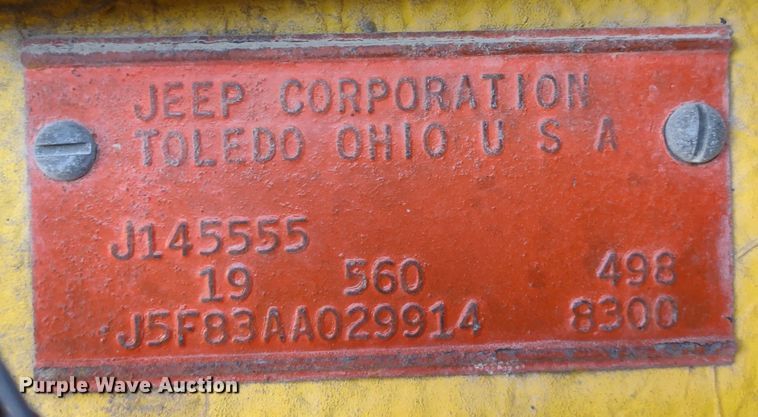 JEEP CORPORATION
TOLEDO OHIO U S A
J145555
19 560 498
J5F83AA029914 8300
Purple Wave Auction